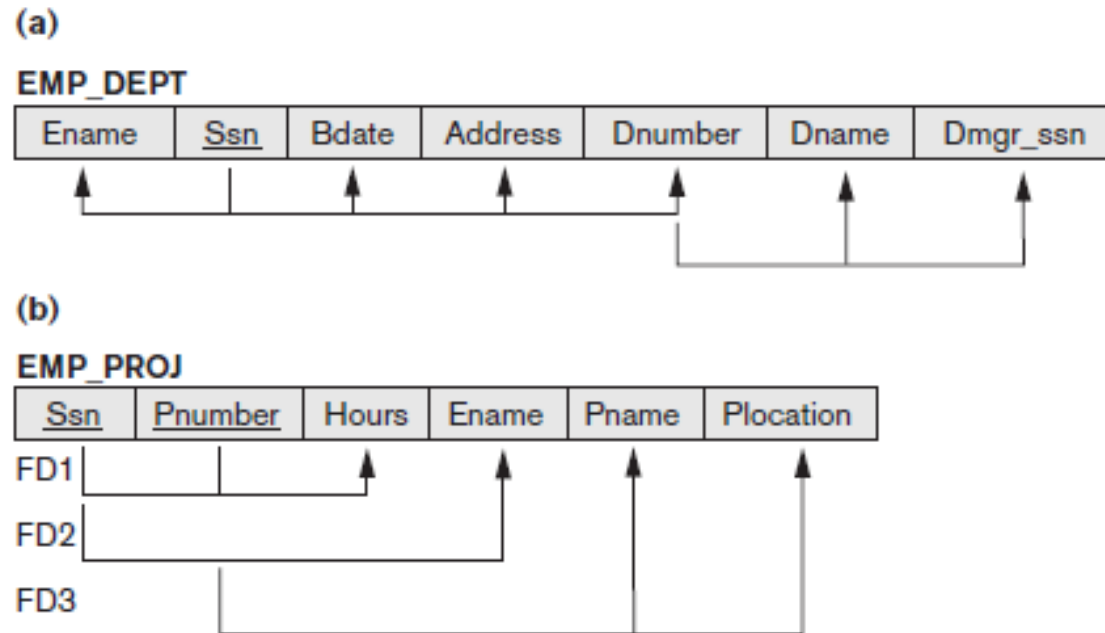 (a)
EMP_DEPT
Ename Ssn Bdate Address Dnumber Dname Dmgr_ssn
(b)
EMP_PROJ
Ssn Pnumber Hours Ename Pname Plocation
FD1
FD2
FD3